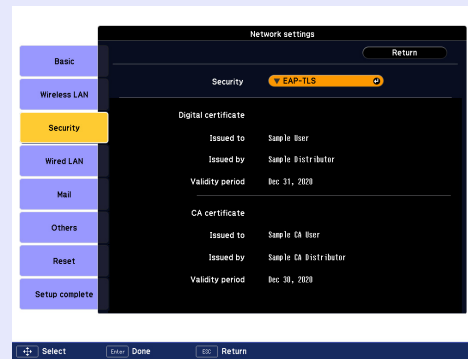 Network settings
Return
Basic
Wireless LAN
Security
Wired LAN
Mail
Others
Reset
Setup complete
Security EAP-TLS
Digital certificate
Issued to Sample User
Issued by Sample Distributor
Validity period Dec 31, 2020
CA certificate
Issued to Sample CA User
Issued by Sample CA Distributor
Validity period Dec 30, 2020
Select Enter Done ESC Return